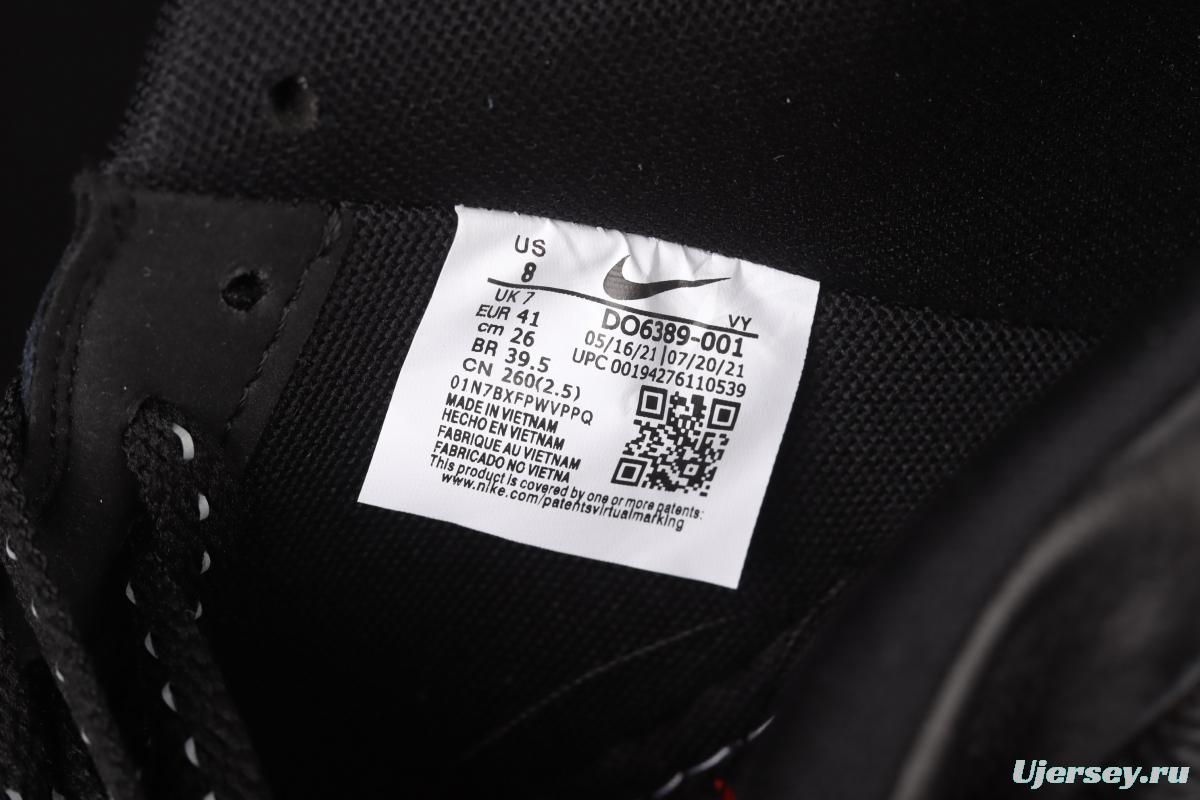 US
8
UK 7
EUR 41
cm 26
BR 39.5
CN 260(2.5)
01N7BXFPWVPPQ
MADE IN VIETNAM
HECHO EN VIETNAM
FABRIQUE AU VIETNAM
FABRICADO NO VIETNA
VY
DO6389-001
05/16/21|07/20/21
UPC 00194276110539
This product is covered by one or more patents:
www.nike.com/patentsvirtualmarking
Ujersey.ru